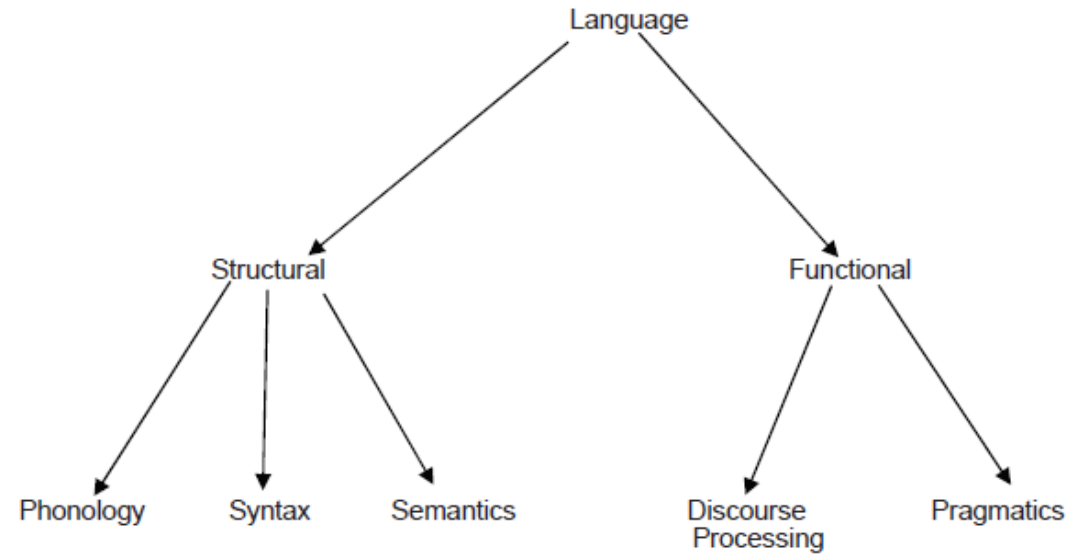 Language
Structural
Functional
Phonology
Syntax
Semantics
Discourse
Processing
Pragmatics